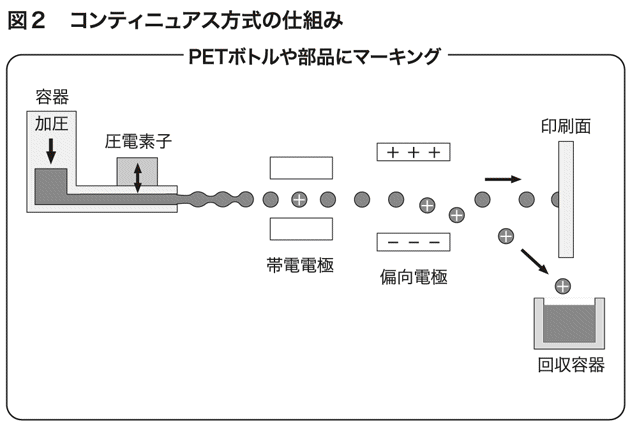 図2 コンティニュアス方式の仕組み
PETボトルや部品にマーキング
容器
加圧
圧電素子
帯電電極
+ + +
− − −
偏向電極
印刷面
回収容器